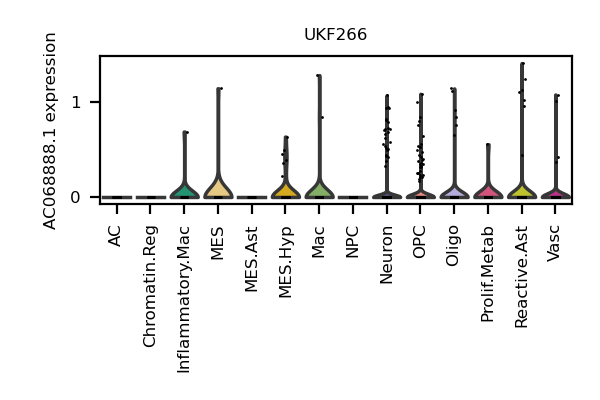 UKF266
AC068888.1 expression
1
0
AC
Chromatin.Reg
Inflammatory.Mac
MES
MES.Ast
MES.Hyp
Mac
NPC
Neuron
OPC
Oligo
Prolif.Metab
Reactive.Ast
Vasc